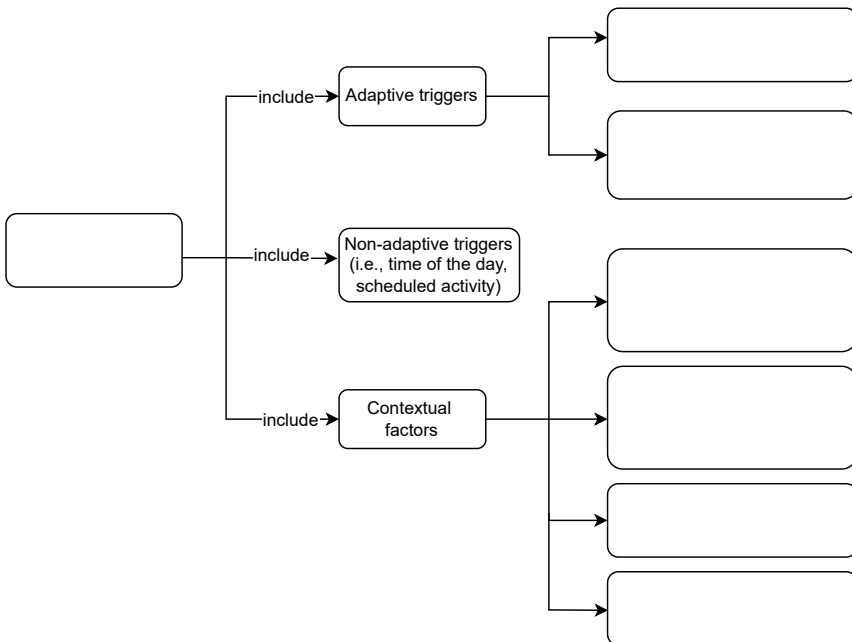 include
Adaptive triggers
include
Non-adaptive triggers
(i.e., time of the day,
scheduled activity)
include
Contextual
factors